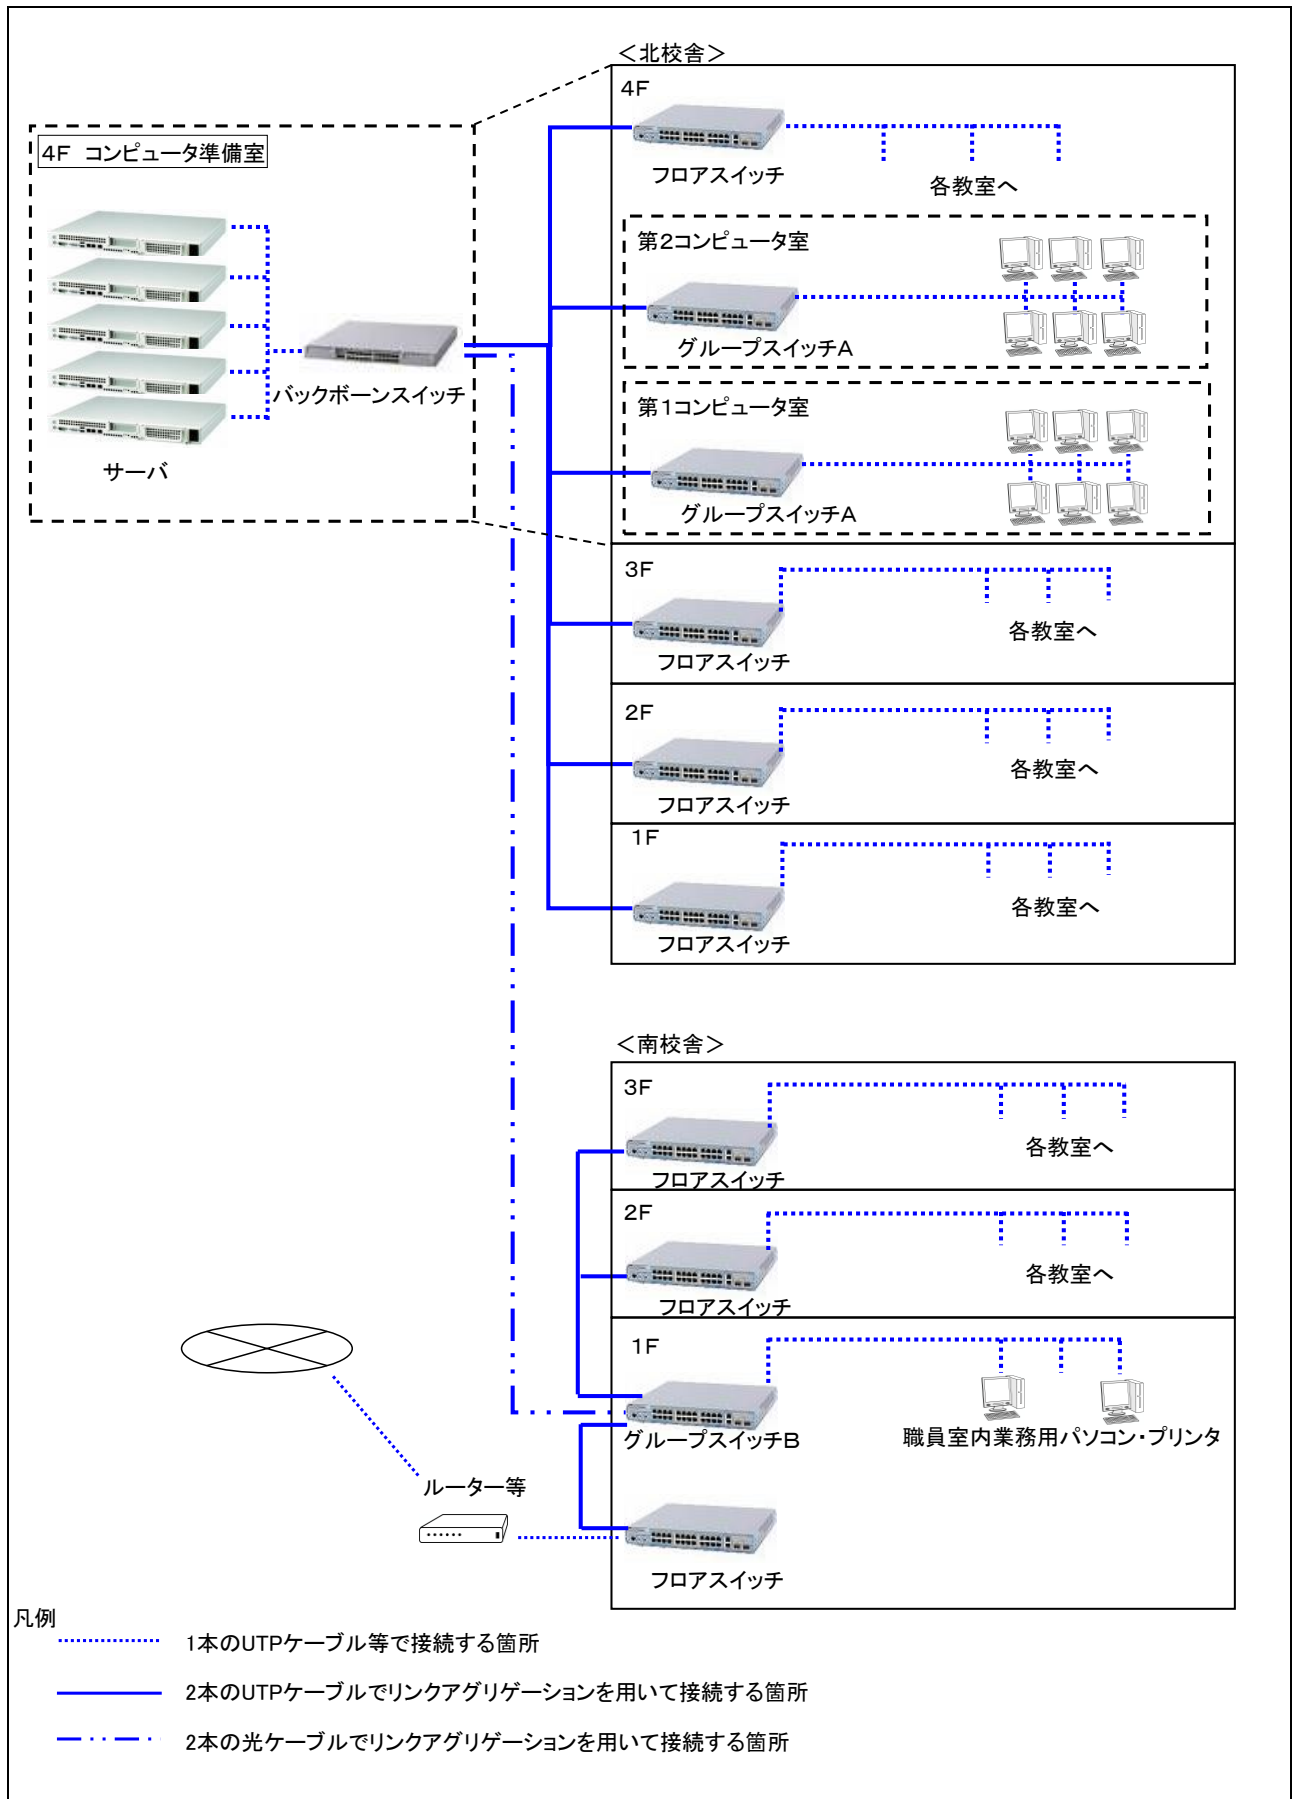 ＜北校舎＞
4F
フロアスイッチ
各教室へ
4F　コンピュータ準備室
サーバ
バックボーンスイッチ
第2コンピュータ室
グループスイッチA
第1コンピュータ室
グループスイッチA
3F
フロアスイッチ
各教室へ
2F
フロアスイッチ
各教室へ
1F
フロアスイッチ
各教室へ
＜南校舎＞
3F
フロアスイッチ
各教室へ
2F
フロアスイッチ
各教室へ
1F
グループスイッチB
職員室内業務用パソコン・プリンタ
ルーター等
フロアスイッチ
凡例
1本のUTPケーブル等で接続する箇所
2本のUTPケーブルでリンクアグリゲーションを用いて接続する箇所
2本の光ケーブルでリンクアグリゲーションを用いて接続する箇所